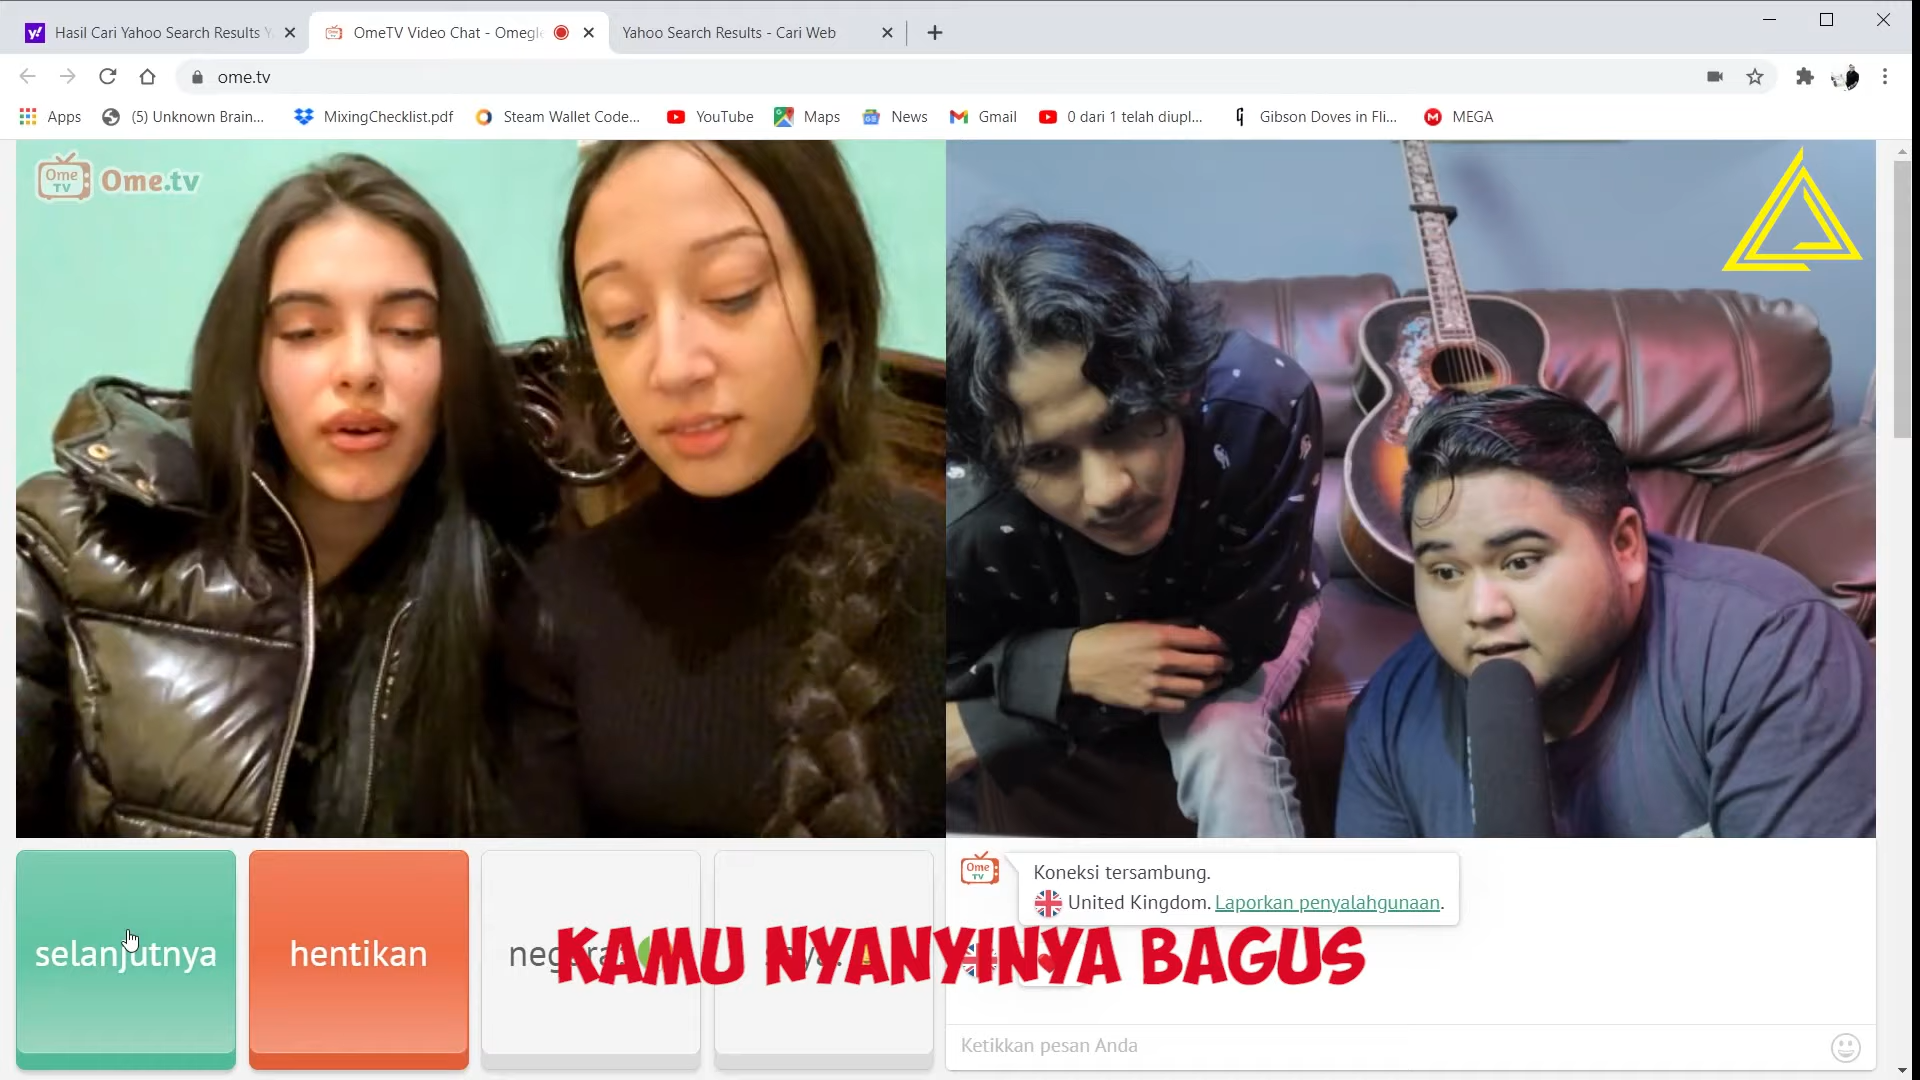 Hasil Cari Yahoo Search Results Y
OmeTV Video Chat - Omegl
Yahoo Search Results - Cari Web
ome.tv
Apps
(5) Unknown Brain...
MixingChecklist.pdf
Steam Wallet Code...
YouTube
Maps
News
Gmail
0 dari 1 telah diupl...
Gibson Doves in Fli...
MEGA
Ome TV Ome.tv
selanjutnya
hentikan
Ome TV
Koneksi tersambung.
United Kingdom. Laporkan penyalahgunaan.
KAMU NYANYINYA BAGUS
Ketikkan pesan Anda